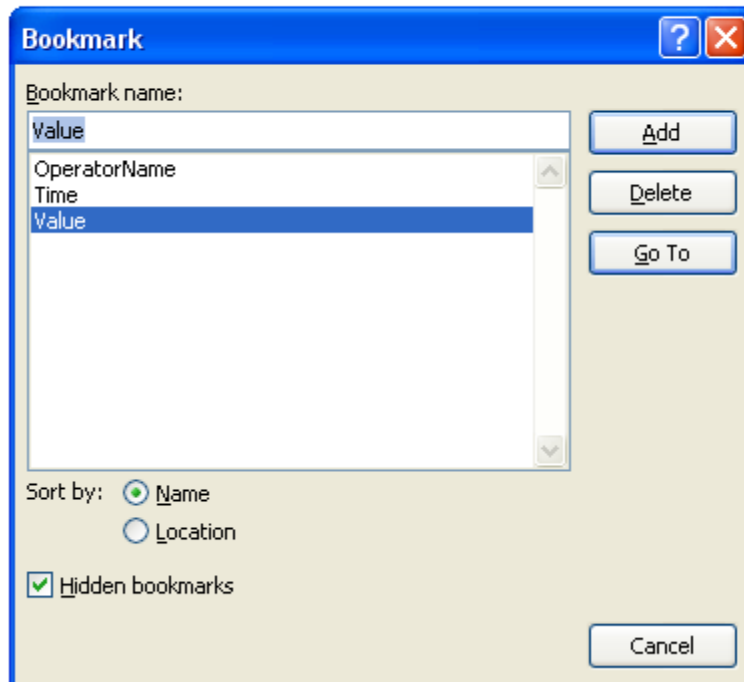 Bookmark
Bookmark name:
Value
Add
OperatorName
Time
Value
Delete
Go To
Sort by: Name
Location
Hidden bookmarks
Cancel